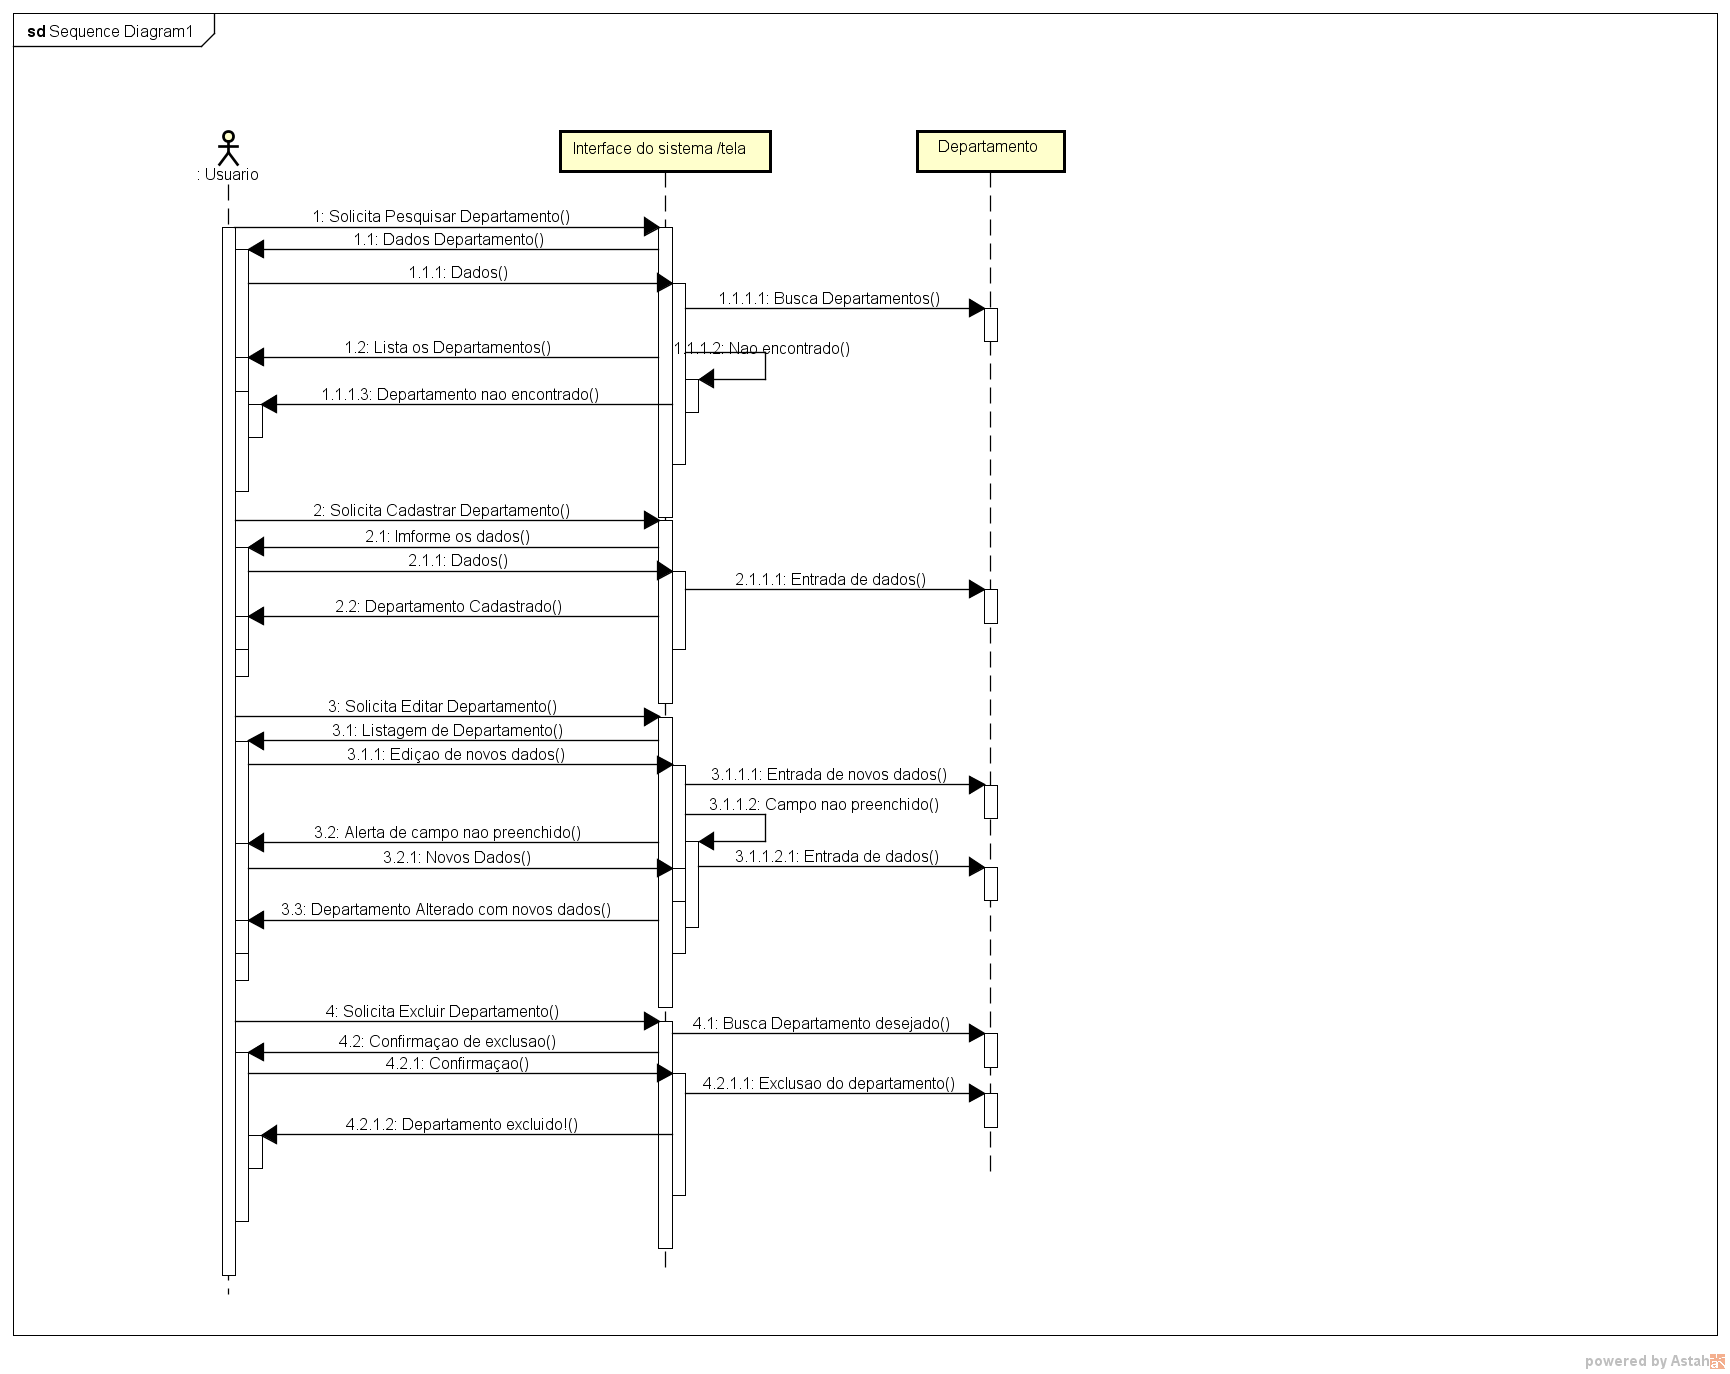 sd Sequence Diagram1
: Usuario
Interface do sistema /tela
Departamento
1: Solicita Pesquisar Departamento()
1.1: Dados Departamento()
1.1.1: Dados()
1.1.1.1: Busca Departamentos()
1.2: Lista os Departamentos()
1.1.1.2: Nao encontrado()
1.1.1.3: Departamento nao encontrado()
2: Solicita Cadastrar Departamento()
2.1: Imforme os dados()
2.1.1: Dados()
2.1.1.1: Entrada de dados()
2.2: Departamento Cadastrado()
3: Solicita Editar Departamento()
3.1: Listagem de Departamento()
3.1.1: Ediçao de novos dados()
3.1.1.1: Entrada de novos dados()
3.1.1.2: Campo nao preenchido()
3.2: Alerta de campo nao preenchido()
3.2.1: Novos Dados()
3.1.1.2.1: Entrada de dados()
3.3: Departamento Alterado com novos dados()
4: Solicita Excluir Departamento()
4.1: Busca Departamento desejado()
4.2: Confirmaçao de exclusao()
4.2.1: Confirmaçao()
4.2.1.1: Exclusao do departamento()
4.2.1.2: Departamento excluido!()
powered by Astah